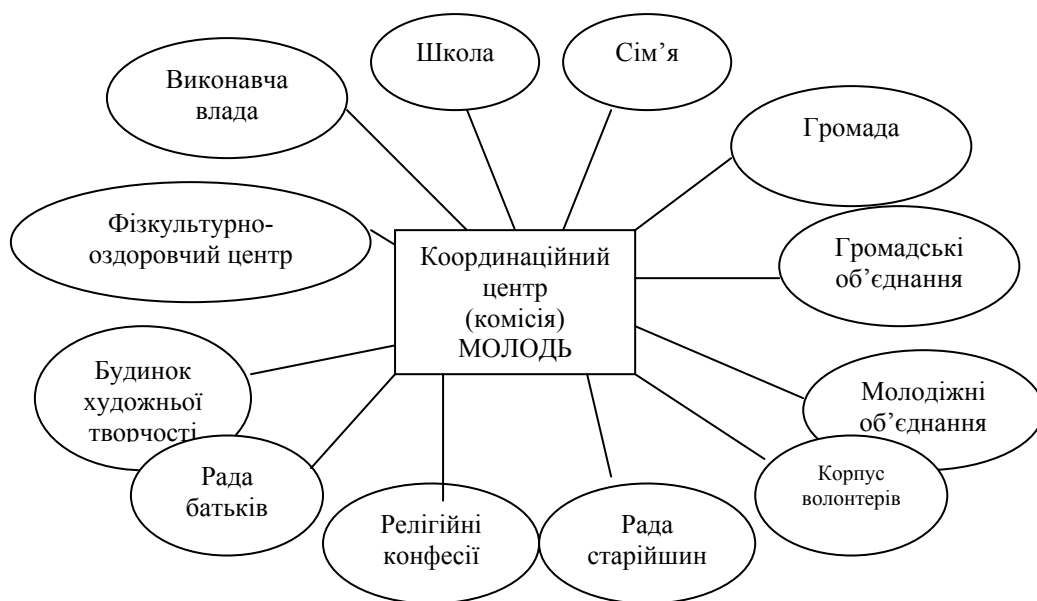 Школа
Сім’я
Виконавча
влада
Громада
Фізкультурно-
оздоровчий центр
Координаційний
центр
(комісія)
МОЛОДЬ
Громадські
об’єднання
Будинок
художньої
творчості
Молодіжні
об’єднання
Рада
батьків
Корпус
волонтерів
Релігійні
конфесії
Рада
старійшин